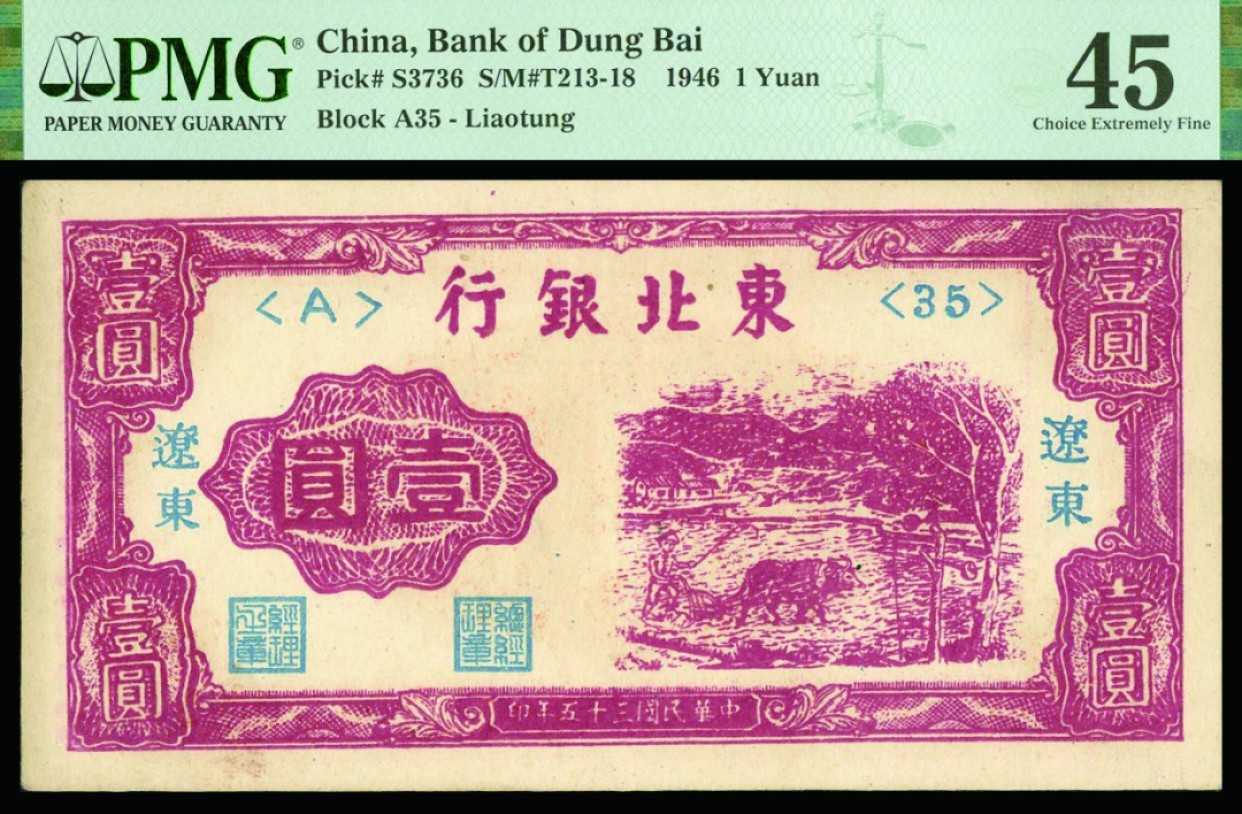 PMG®
PAPER MONEY GUARANTY
China, Bank of Dung Bai
Pick# S3736 S/M#T213-18 1946 1 Yuan
Block A35 - Liaotung
45
Choice Extremely Fine
壹圓
壹圓
<A>
東北銀行
<35>
遼東
壹圓
遼東
經理之章
總經理章
壹圓
壹圓
中華民國三十五年印